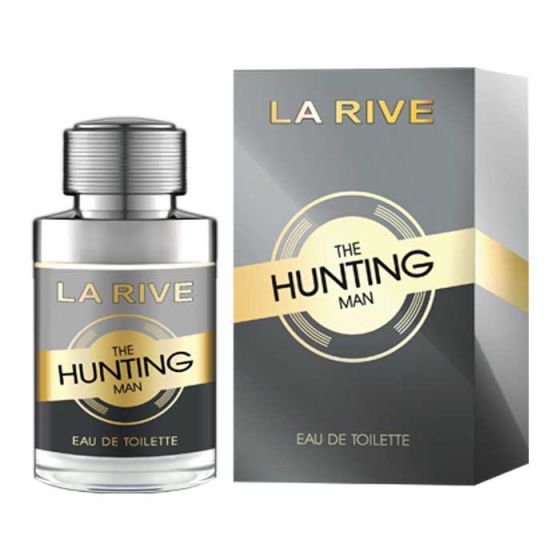 LA RIVE
THE
HUNTING
MAN
EAU DE TOILETTE
LA RIVE
THE
HUNTING
MAN
EAU DE TOILETTE